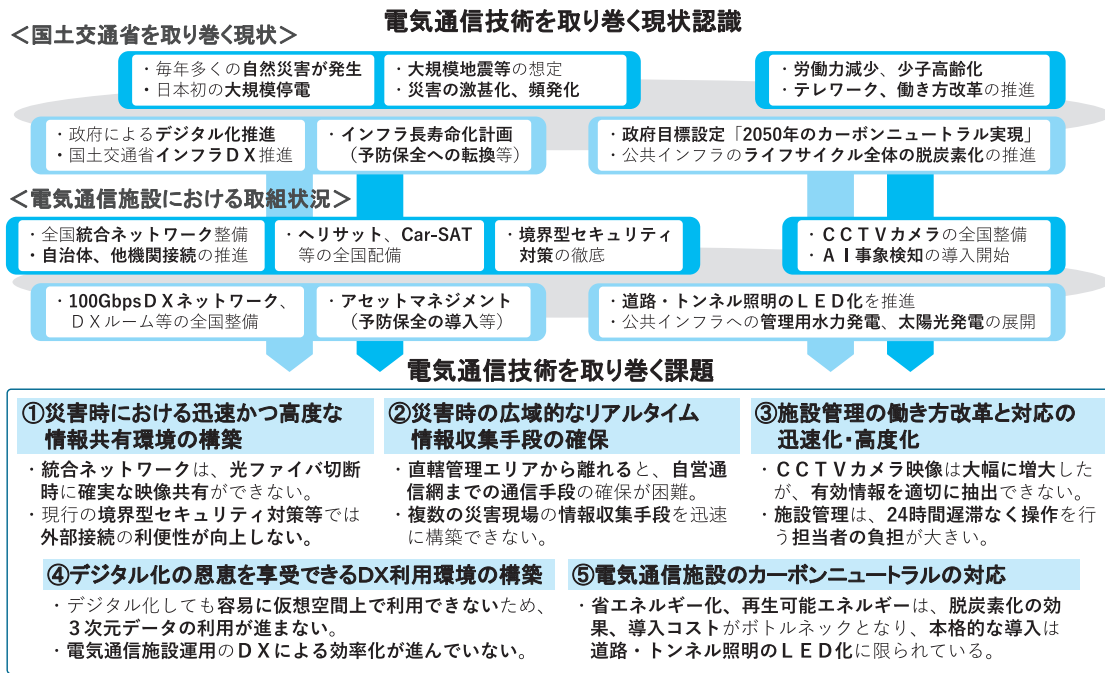 電気通信技術を取り巻く現状認識
＜国土交通省を取り巻く現状＞
・毎年多くの自然災害が発生
・日本初の大規模停電
・大規模地震等の想定
・災害の激甚化、頻発化
・労働力減少、少子高齢化
・テレワーク、働き方改革の推進
・政府によるデジタル化推進
・国土交通省インフラＤＸ推進
・インフラ長寿命化計画
（予防保全への転換等）
・政府目標設定「2050年のカーボンニュートラル実現」
・公共インフラのライフサイクル全体の脱炭素化の推進
＜電気通信施設における取組状況＞
・全国統合ネットワーク整備
・自治体、他機関接続の推進
・ヘリサット、Car-SAT
等の全国配備
・境界型セキュリティ
対策の徹底
・ＣＣＴＶカメラの全国整備
・ＡＩ事象検知の導入開始
・100GbpsＤＸネットワーク、
ＤＸルーム等の全国整備
・アセットマネジメント
（予防保全の導入等）
・道路・トンネル照明のＬＥＤ化を推進
・公共インフラへの管理用水力発電、太陽光発電の展開
電気通信技術を取り巻く課題
①災害時における迅速かつ高度な
情報共有環境の構築
・統合ネットワークは、光ファイバ切断
時に確実な映像共有ができない。
・現行の境界型セキュリティ対策等では
外部接続の利便性が向上しない。
②災害時の広域的なリアルタイム
情報収集手段の確保
・直轄管理エリアから離れると、自営通
信網までの通信手段の確保が困難。
・複数の災害現場の情報収集手段を迅速
に構築できない。
③施設管理の働き方改革と対応の
迅速化・高度化
・ＣＣＴＶカメラ映像は大幅に増大した
が、有効情報を適切に抽出できない。
・施設管理は、24時間遅滞なく操作を行
う担当者の負担が大きい。
④デジタル化の恩恵を享受できるDX利用環境の構築
・デジタル化しても容易に仮想空間上で利用できないため、
３次元データの利用が進まない。
・電気通信施設運用のＤＸによる効率化が進んでいない。
⑤電気通信施設のカーボンニュートラルの対応
・省エネルギー化、再生可能エネルギーは、脱炭素化の効
果、導入コストがボトルネックとなり、本格的な導入は
道路・トンネル照明のＬＥＤ化に限られている。